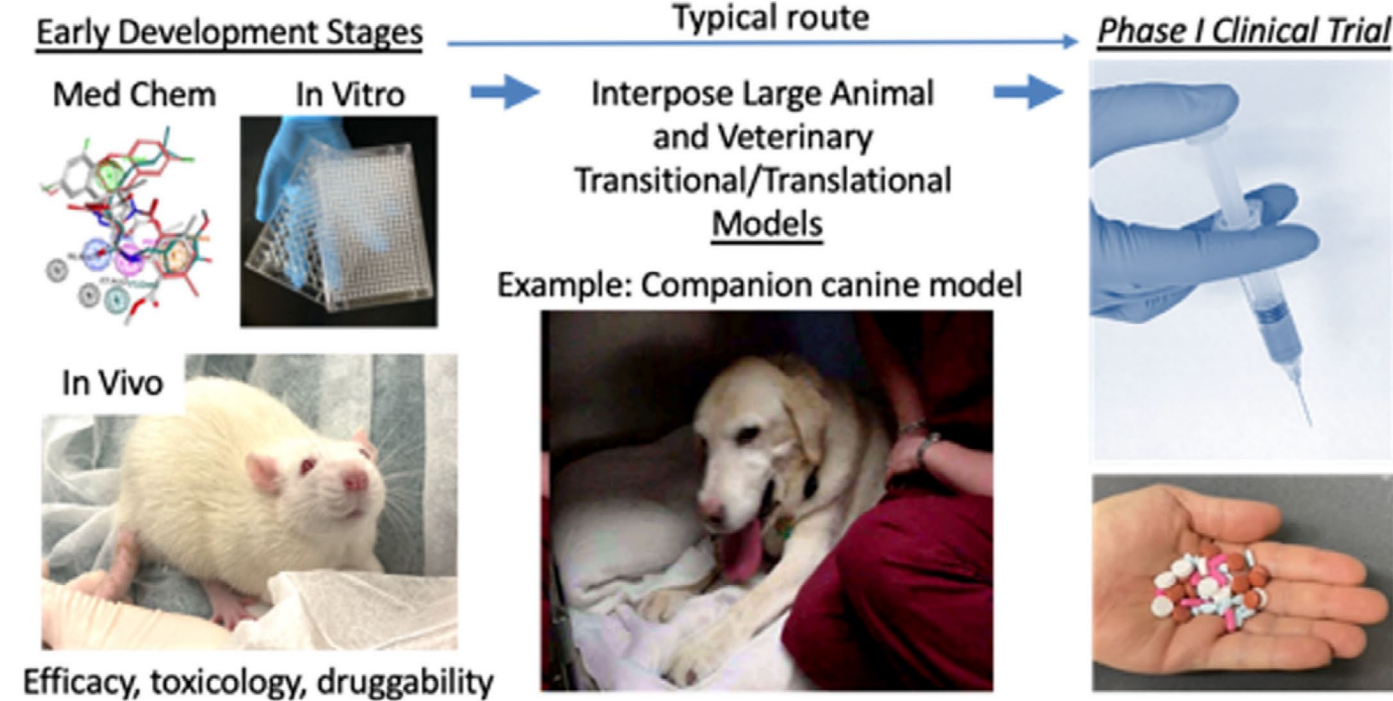 Early Development Stages
Typical route
Phase I Clinical Trial
Med Chem
In Vitro
Interpose Large Animal
and Veterinary
Transitional/Translational
Models
Example: Companion canine model
In Vivo
Efficacy, toxicology, druggability